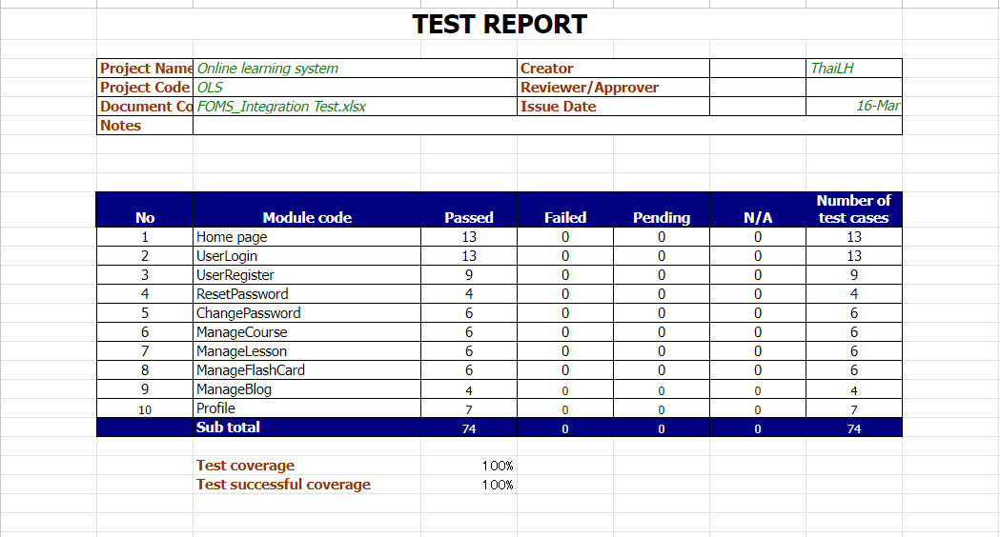 TEST REPORT
Project Name Online learning system Creator ThaiLH
Project Code OLS Reviewer/Approver
Document Co FOMS_Integration Test.xlsx Issue Date 16-Mar
Notes
No Module code Passed Failed Pending N/A Number of test cases
1 Home page 13 0 0 0 13
2 UserLogin 13 0 0 0 13
3 UserRegister 9 0 0 0 9
4 ResetPassword 4 0 0 0 4
5 ChangePassword 6 0 0 0 6
6 ManageCourse 6 0 0 0 6
7 ManageLesson 6 0 0 0 6
8 ManageFlashCard 6 0 0 0 6
9 ManageBlog 4 0 0 0 4
10 Profile 7 0 0 0 7
Sub total 74 0 0 0 74
Test coverage 100%
Test successful coverage 100%